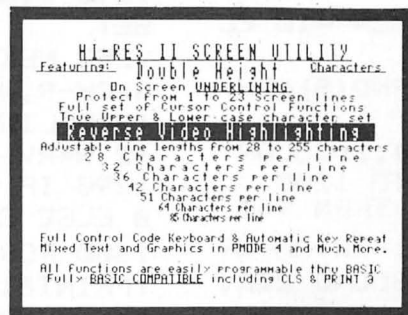 HI-RES II SCREEN UTILITY
Featuring: Double Height Characters
On Screen UNDERLINING
Protect from 1 to 23 Screen lines
Full set of Cursor Control Functions
True Upper & Lower-case character set
Reverse Video Highlighting
Adjustable line lengths from 28 to 255 characters
28 Characters per line
32 Characters per line
36 Characters per line
42 Characters per line
51 Characters per line
64 Characters per line
85 Characters per line
Full Control Code Keyboard & Automatic Key Repeat
Mixed Text and Graphics in PMODE 4 and Much More.
All Functions are easily programmable thru BASIC
Fully BASIC COMPATIBLE including CLS & PRINT @